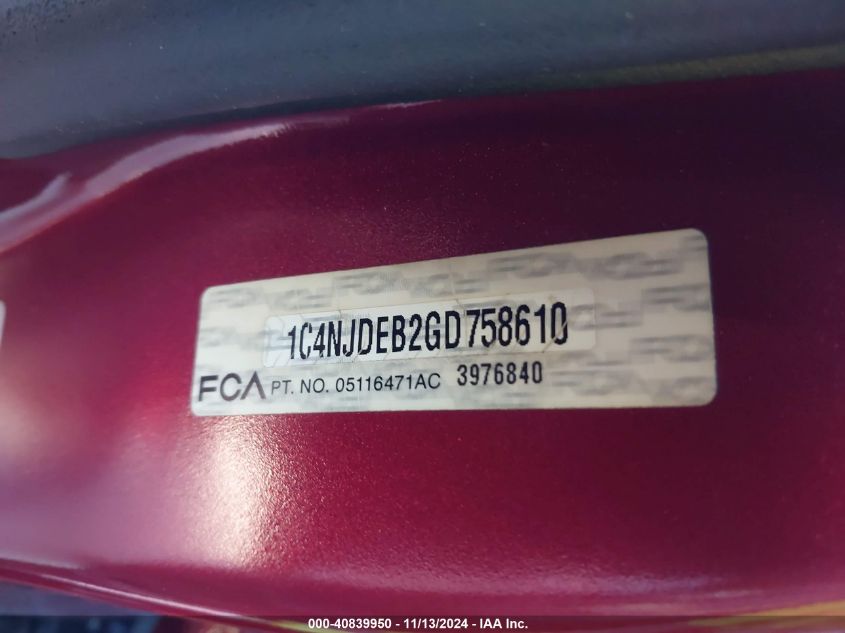 1C4NJDEB2GD758610
FCA PT. NO. 05116471AC 3976840
000-40839950 - 11/13/2024 - IAA Inc.